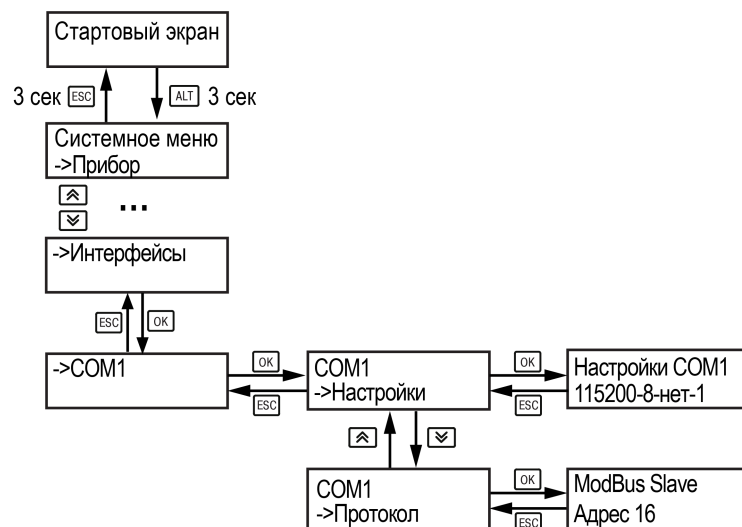 Стартовый экран
3 сек ESC ALT 3 сек
Системное меню
->Прибор
...
->Интерфейсы
ESC OK
->COM1
OK
ESC
COM1
->Настройки
OK
ESC
Настройки COM1
115200-8-нет-1
COM1
->Протокол
OK
ESC
ModBus Slave
Адрес 16